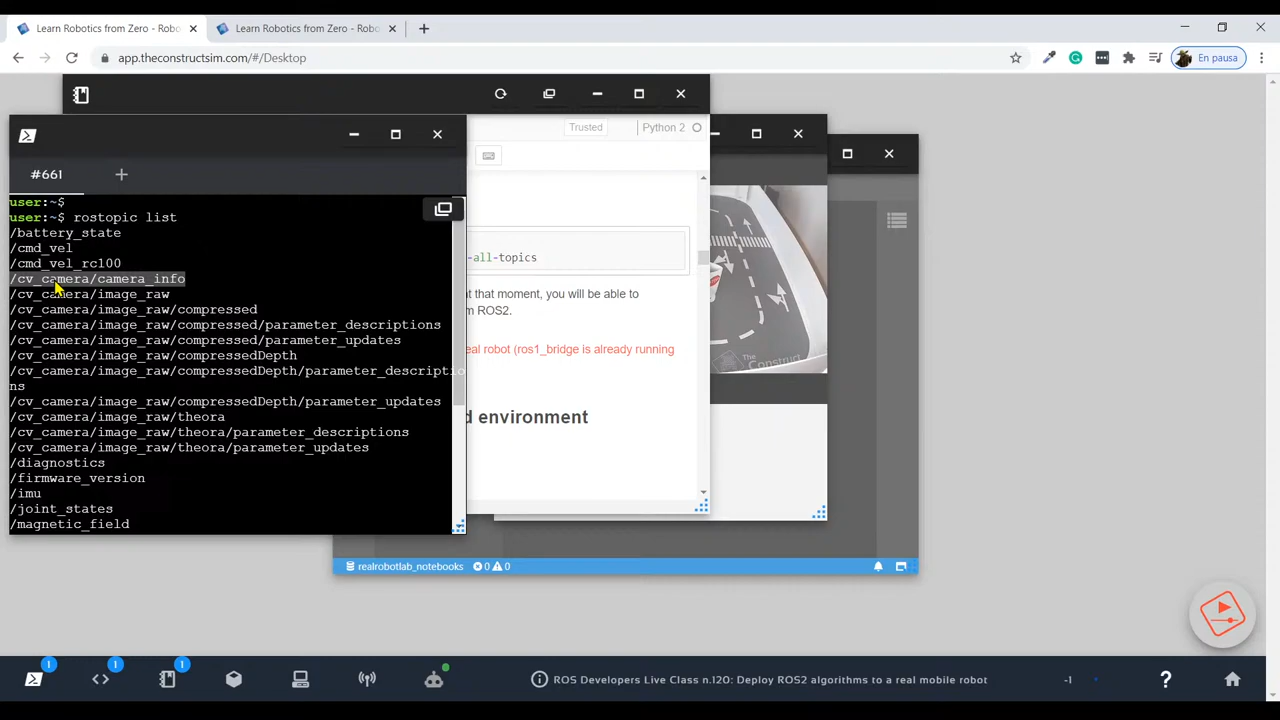 Learn Robotics from Zero - Robo
Learn Robotics from Zero - Robo
app.theconstructsim.com/#/Desktop
En pausa
Trusted
Python 2
#661
user:~$
user:~$ rostopic list
/battery_state
/cmd_vel
/cmd_vel_rc100
/cv_camera/camera_info
/cv_camera/image_raw
/cv_camera/image_raw/compressed
/cv_camera/image_raw/compressed/parameter_descriptions
/cv_camera/image_raw/compressed/parameter_updates
/cv_camera/image_raw/compressedDepth
/cv_camera/image_raw/compressedDepth/parameter_descriptio
ns
/cv_camera/image_raw/compressedDepth/parameter_updates
/cv_camera/image_raw/theora
/cv_camera/image_raw/theora/parameter_descriptions
/cv_camera/image_raw/theora/parameter_updates
/diagnostics
/firmware_version
/imu
/joint_states
/magnetic_field
-all-topics
t that moment, you will be able to
m ROS2.
eal robot (ros1_bridge is already running
d environment
The
Construct
realrobotlab_notebooks
0
0
1
1
1
ROS Developers Live Class n.120: Deploy ROS2 algorithms to a real mobile robot
-1
?